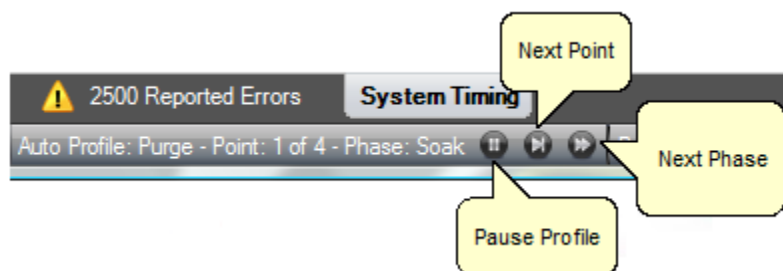 Next Point
2500 Reported Errors
System Timing
Auto Profile: Purge - Point: 1 of 4 - Phase: Soak
Next Phase
Pause Profile